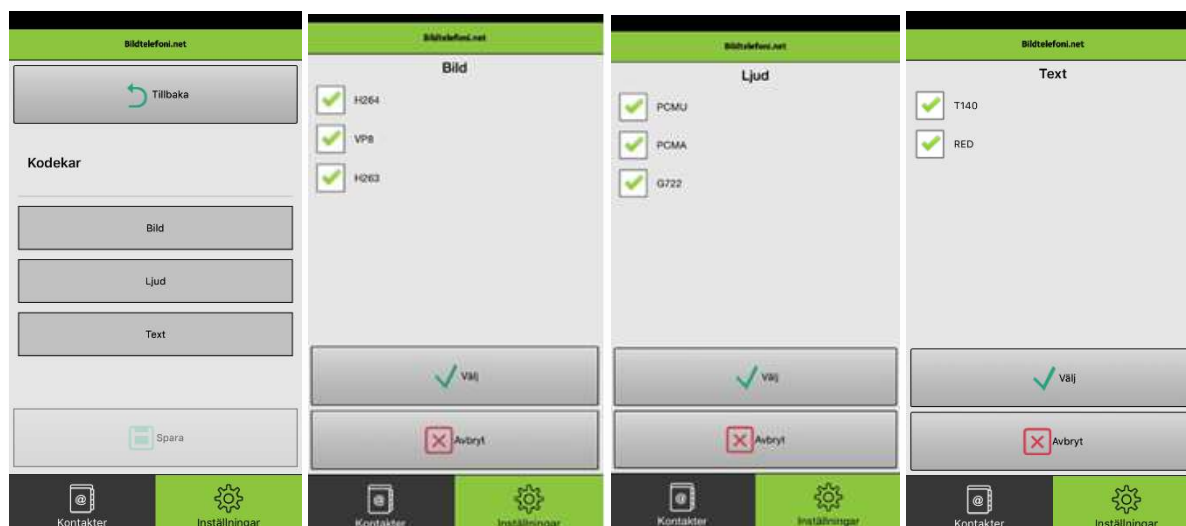 Bildtelefoni.net
Tillbaka
Kodekar
Bild
Ljud
Text
Spara
Kontakter
Inställningar
Bildtelefoni.net
Bild
H264
VP8
H263
Välj
Avbryt
Kontakter
Inställningar
Bildtelefoni.net
Ljud
PCMU
PCMA
G722
Välj
Avbryt
Kontakter
Inställningar
Bildtelefoni.net
Text
T140
RED
Välj
Avbryt
Kontakter
Inställningar